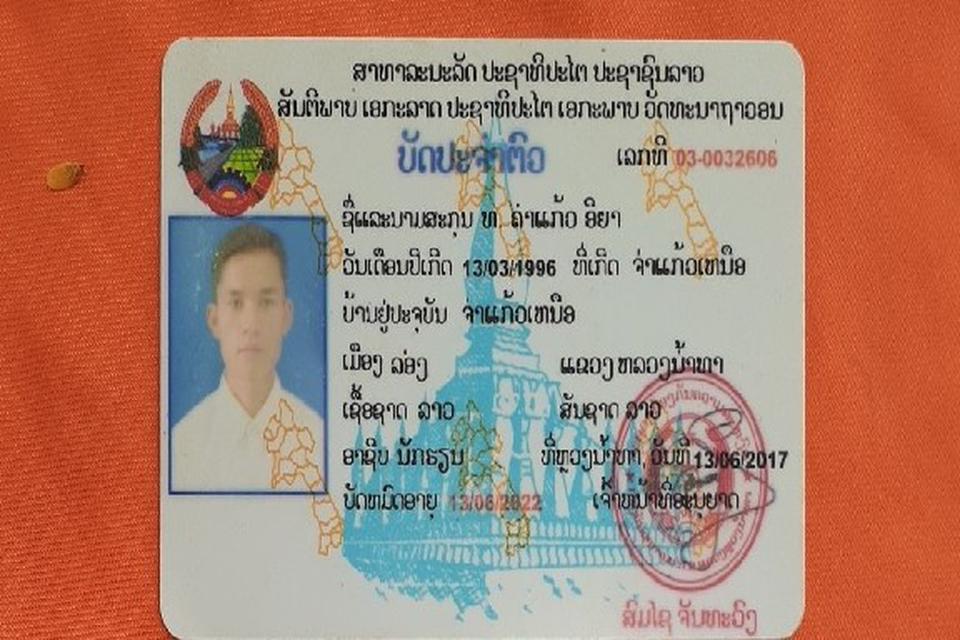 ສາທາລະນະລັດ ປະຊາທິປະໄຕ ປະຊາຊົນລາວ
ສັນຕິພາບ ເອກະລາດ ປະຊາທິປະໄຕ ເອກະພາບ ວັດທະນາຖາວອນ
ບັດປະຈຳຕົວ ເລກທີ 03-0032606
ຊື່ແລະນາມສະກຸນ ທ. ຄຳແກ້ວ ອິຍາ
ວັນເດືອນປີເກີດ 13/03/1996 ທີ່ເກີດ ຈຳແກ້ວເໜືອ
ບ້ານຢູ່ປະຈຸບັນ ຈຳແກ້ວເໜືອ
ເມືອງ ລ່ອງ ແຂວງ ຫລວງນ້ຳທາ
ເຊື້ອຊາດ ລາວ ສັນຊາດ ລາວ
ອາຊິບ ນັກຮຽນ ທີ່ຫຼວງນ້ຳທາ, ວັນທີ 13/06/2017
ບັດຫມົດອາຍຸ 13/06/2022 ເຈົ້າຫນ້າທີ່ອະນຸຍາດ
ສົມໄຊ ຈັນທະວົງ